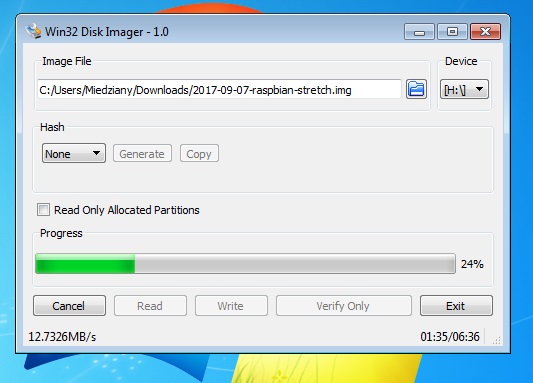 Win32 Disk Imager - 1.0
Image File
Device
C:/Users/Miedziany/Downloads/2017-09-07-raspbian-stretch.img
[H:\]
Hash
None
Generate
Copy
Read Only Allocated Partitions
Progress
24%
Cancel
Read
Write
Verify Only
Exit
12.7326MB/s
01:35/06:36